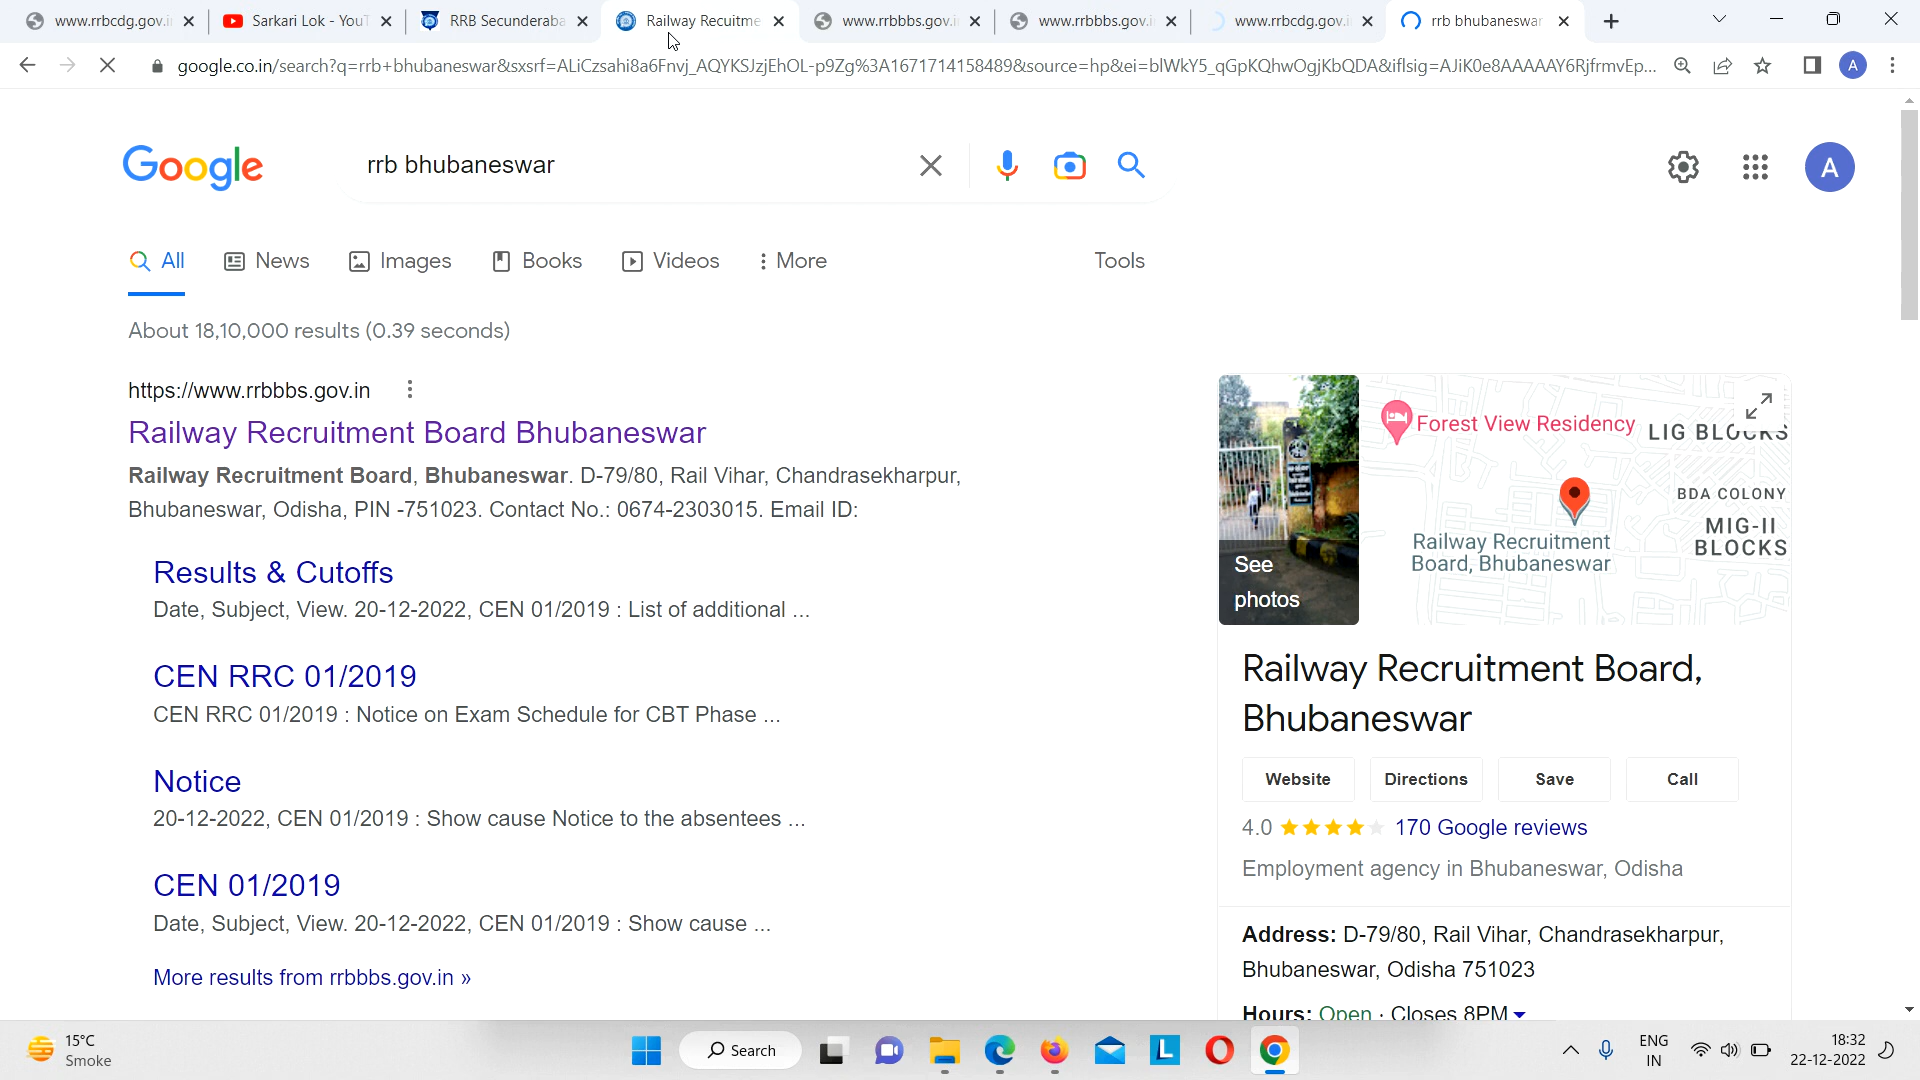 www.rrbcdg.gov.i
Sarkari Lok - YouT
RRB Secunderaba
Railway Recuitme
www.rrbbbs.gov.i
www.rrbbbs.gov.i
www.rrbcdg.gov.i
rrb bhubaneswar
google.co.in/search?q=rrb+bhubaneswar&sxsrf=ALiCzsahi8a6Fnvj_AQYKSJzjEhOL-p9Zg%3A1671714158489&source=hp&ei=blWkY5_qGpKQhwOgjKbQDA&iflsig=AJiK0e8AAAAAY6RjfrmvEp...
A
Google
rrb bhubaneswar
A
All
News
Images
Books
Videos
More
Tools
About 18,10,000 results (0.39 seconds)
https://www.rrbbbs.gov.in
Railway Recruitment Board Bhubaneswar
Railway Recruitment Board, Bhubaneswar. D-79/80, Rail Vihar, Chandrasekharpur,
Bhubaneswar, Odisha, PIN -751023. Contact No.: 0674-2303015. Email ID:
Results & Cutoffs
Date, Subject, View. 20-12-2022, CEN 01/2019 : List of additional ...
CEN RRC 01/2019
CEN RRC 01/2019 : Notice on Exam Schedule for CBT Phase ...
Notice
20-12-2022, CEN 01/2019 : Show cause Notice to the absentees ...
CEN 01/2019
Date, Subject, View. 20-12-2022, CEN 01/2019 : Show cause ...
More results from rrbbbs.gov.in »
See
photos
Forest View Residency
LIG BLOCKS
BDA COLONY
MIG-II
BLOCKS
Railway Recruitment
Board, Bhubaneswar
Railway Recruitment Board,
Bhubaneswar
Website
Directions
Save
Call
4.0
170 Google reviews
Employment agency in Bhubaneswar, Odisha
Address: D-79/80, Rail Vihar, Chandrasekharpur,
Bhubaneswar, Odisha 751023
Hours: Open · Closes 8PM
15°C
Smoke
Search
L
ENG
IN
18:32
22-12-2022